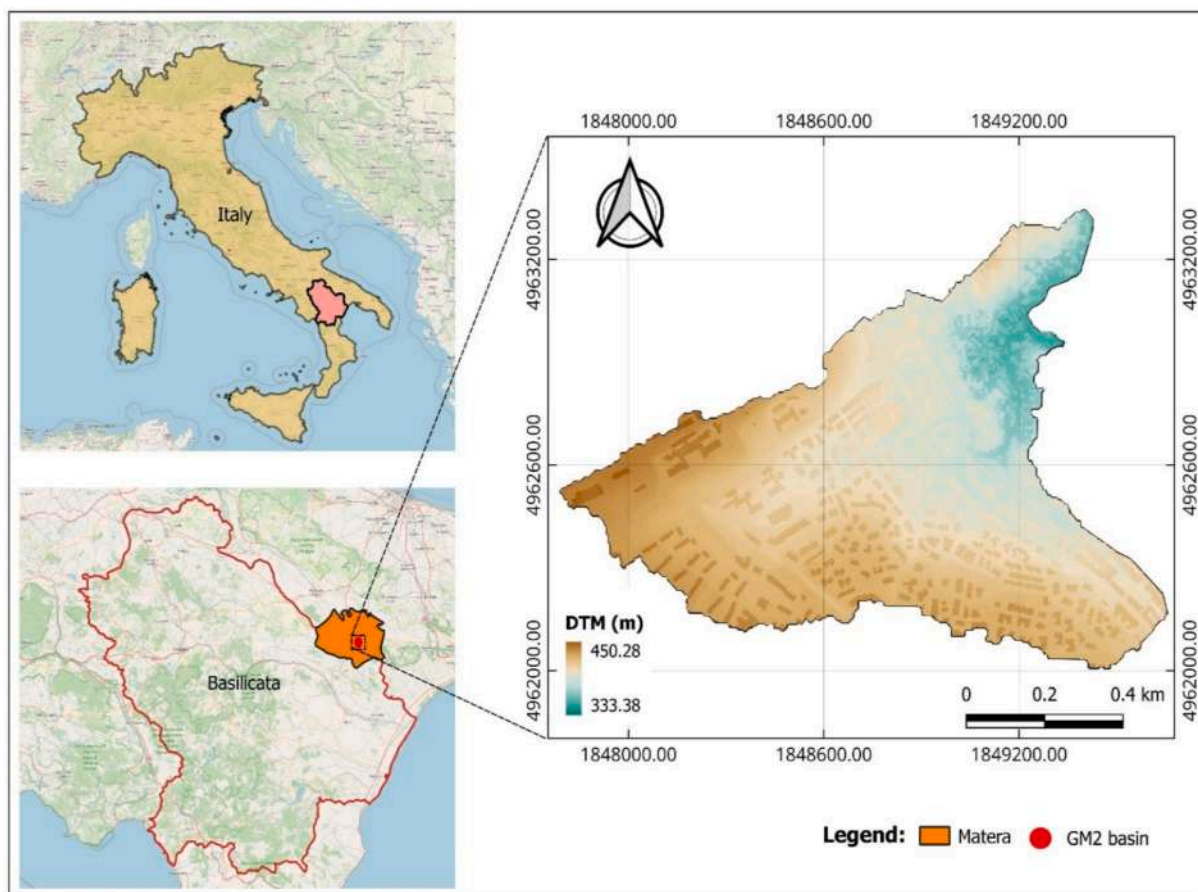 Italy
Basilicata
1848000.00 1848600.00 1849200.00
4963200.00 4963200.00
4962600.00 4962600.00
4962000.00 4962000.00
DTM (m)
450.28
333.38
0 0.2 0.4 km
1848000.00 1848600.00 1849200.00
Legend: Matera GM2 basin